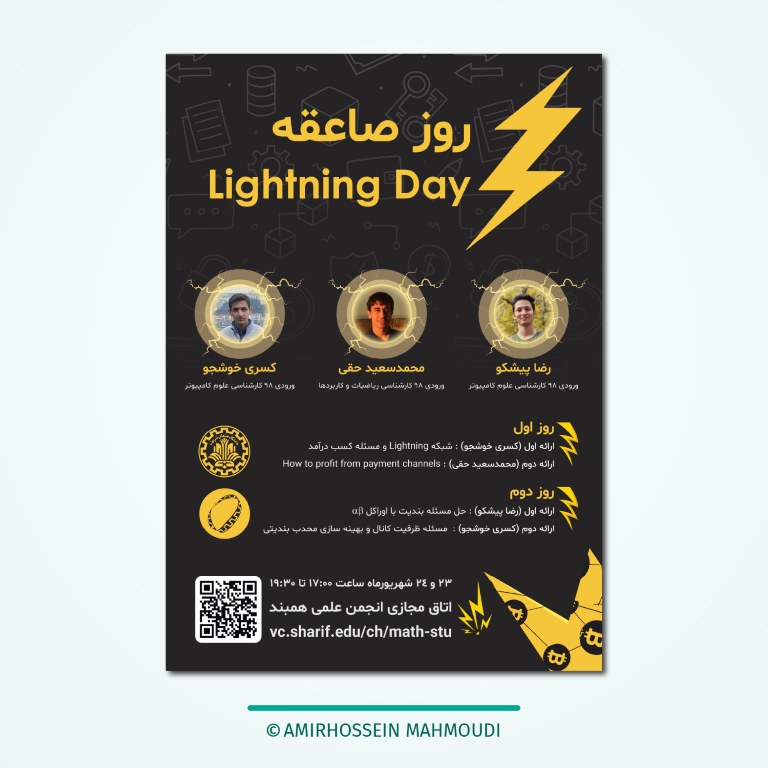 روز صاعقه
Lightning Day
رضا پیشکو
ورودی ۹۸ کارشناسی علوم کامپیوتر
محمدسعید حقی
ورودی ۹۸ کارشناسی ریاضیات و کاربردها
کسری خوشجو
ورودی ۹۸ کارشناسی علوم کامپیوتر
روز اول
ارائه اول (کسری خوشجو) : شبکه Lightning و مسئله کسب درآمد
ارائه دوم (محمدسعید حقی) : How to profit from payment channels
روز دوم
ارائه اول (رضا پیشکو) : حل مسئله بندیت با اوراکل αβ
ارائه دوم (کسری خوشجو) : مسئله ظرفیت کانال و بهینه سازی محدب بندیتی
۲۳ و ۲٤ شهریورماه ساعت ۱۷:۰۰ تا ۱۹:۳۰
اتاق مجازی انجمن علمی همبند
vc.sharif.edu/ch/math-stu
© AMIRHOSSEIN MAHMOUDI